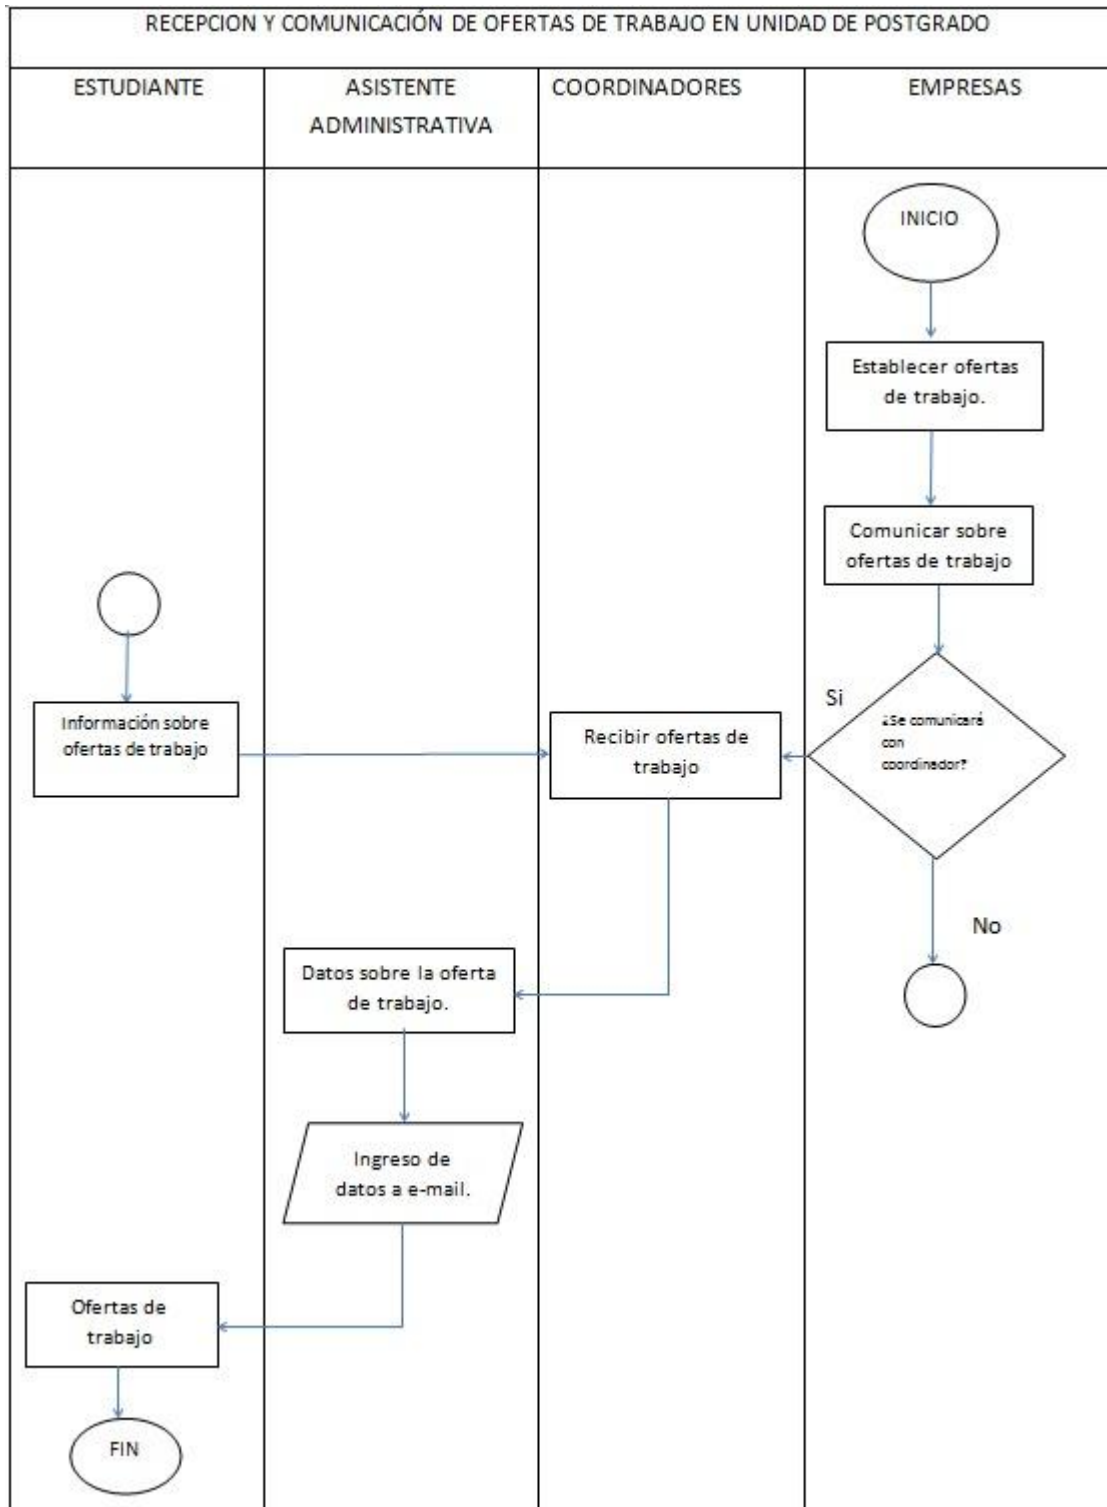 RECEPCION Y COMUNICACIÓN DE OFERTAS DE TRABAJO EN UNIDAD DE POSTGRADO
ESTUDIANTE
ASISTENTE
ADMINISTRATIVA
COORDINADORES
EMPRESAS
INICIO
Establecer ofertas
de trabajo.
Comunicar sobre
ofertas de trabajo
Si
¿Se comunicará
con
coordinador?
Información sobre
ofertas de trabajo
Recibir ofertas de
trabajo
No
Datos sobre la oferta
de trabajo.
Ingreso de
datos a e-mail.
Ofertas de
trabajo
FIN